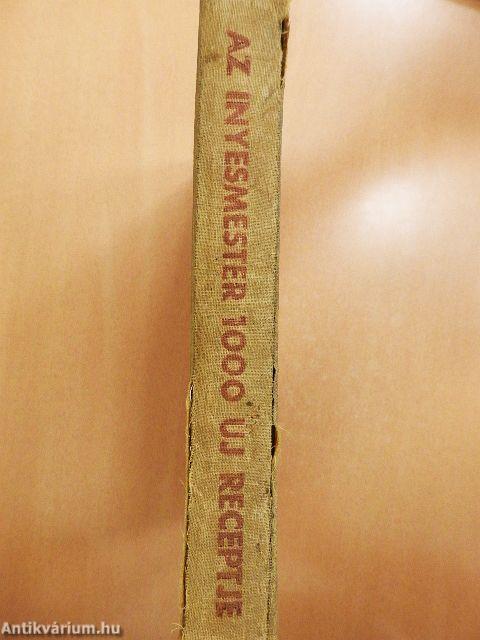 AZ INYESMESTER 1000 ÚJ RECEPTJE
Antikvárium.hu